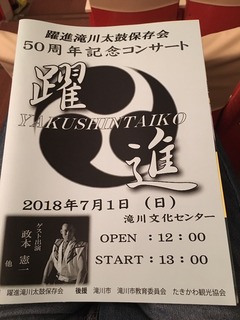 躍進滝川太鼓保存会
50周年記念コンサート
躍進
YAKUSHINTAIKO
2018年7月1日（日）
滝川文化センター
OPEN：12：00
START：13：00
ゲスト出演
政本憲一
他
躍進滝川太鼓保存会 後援 滝川市 滝川市教育委員会 たきかわ観光協会